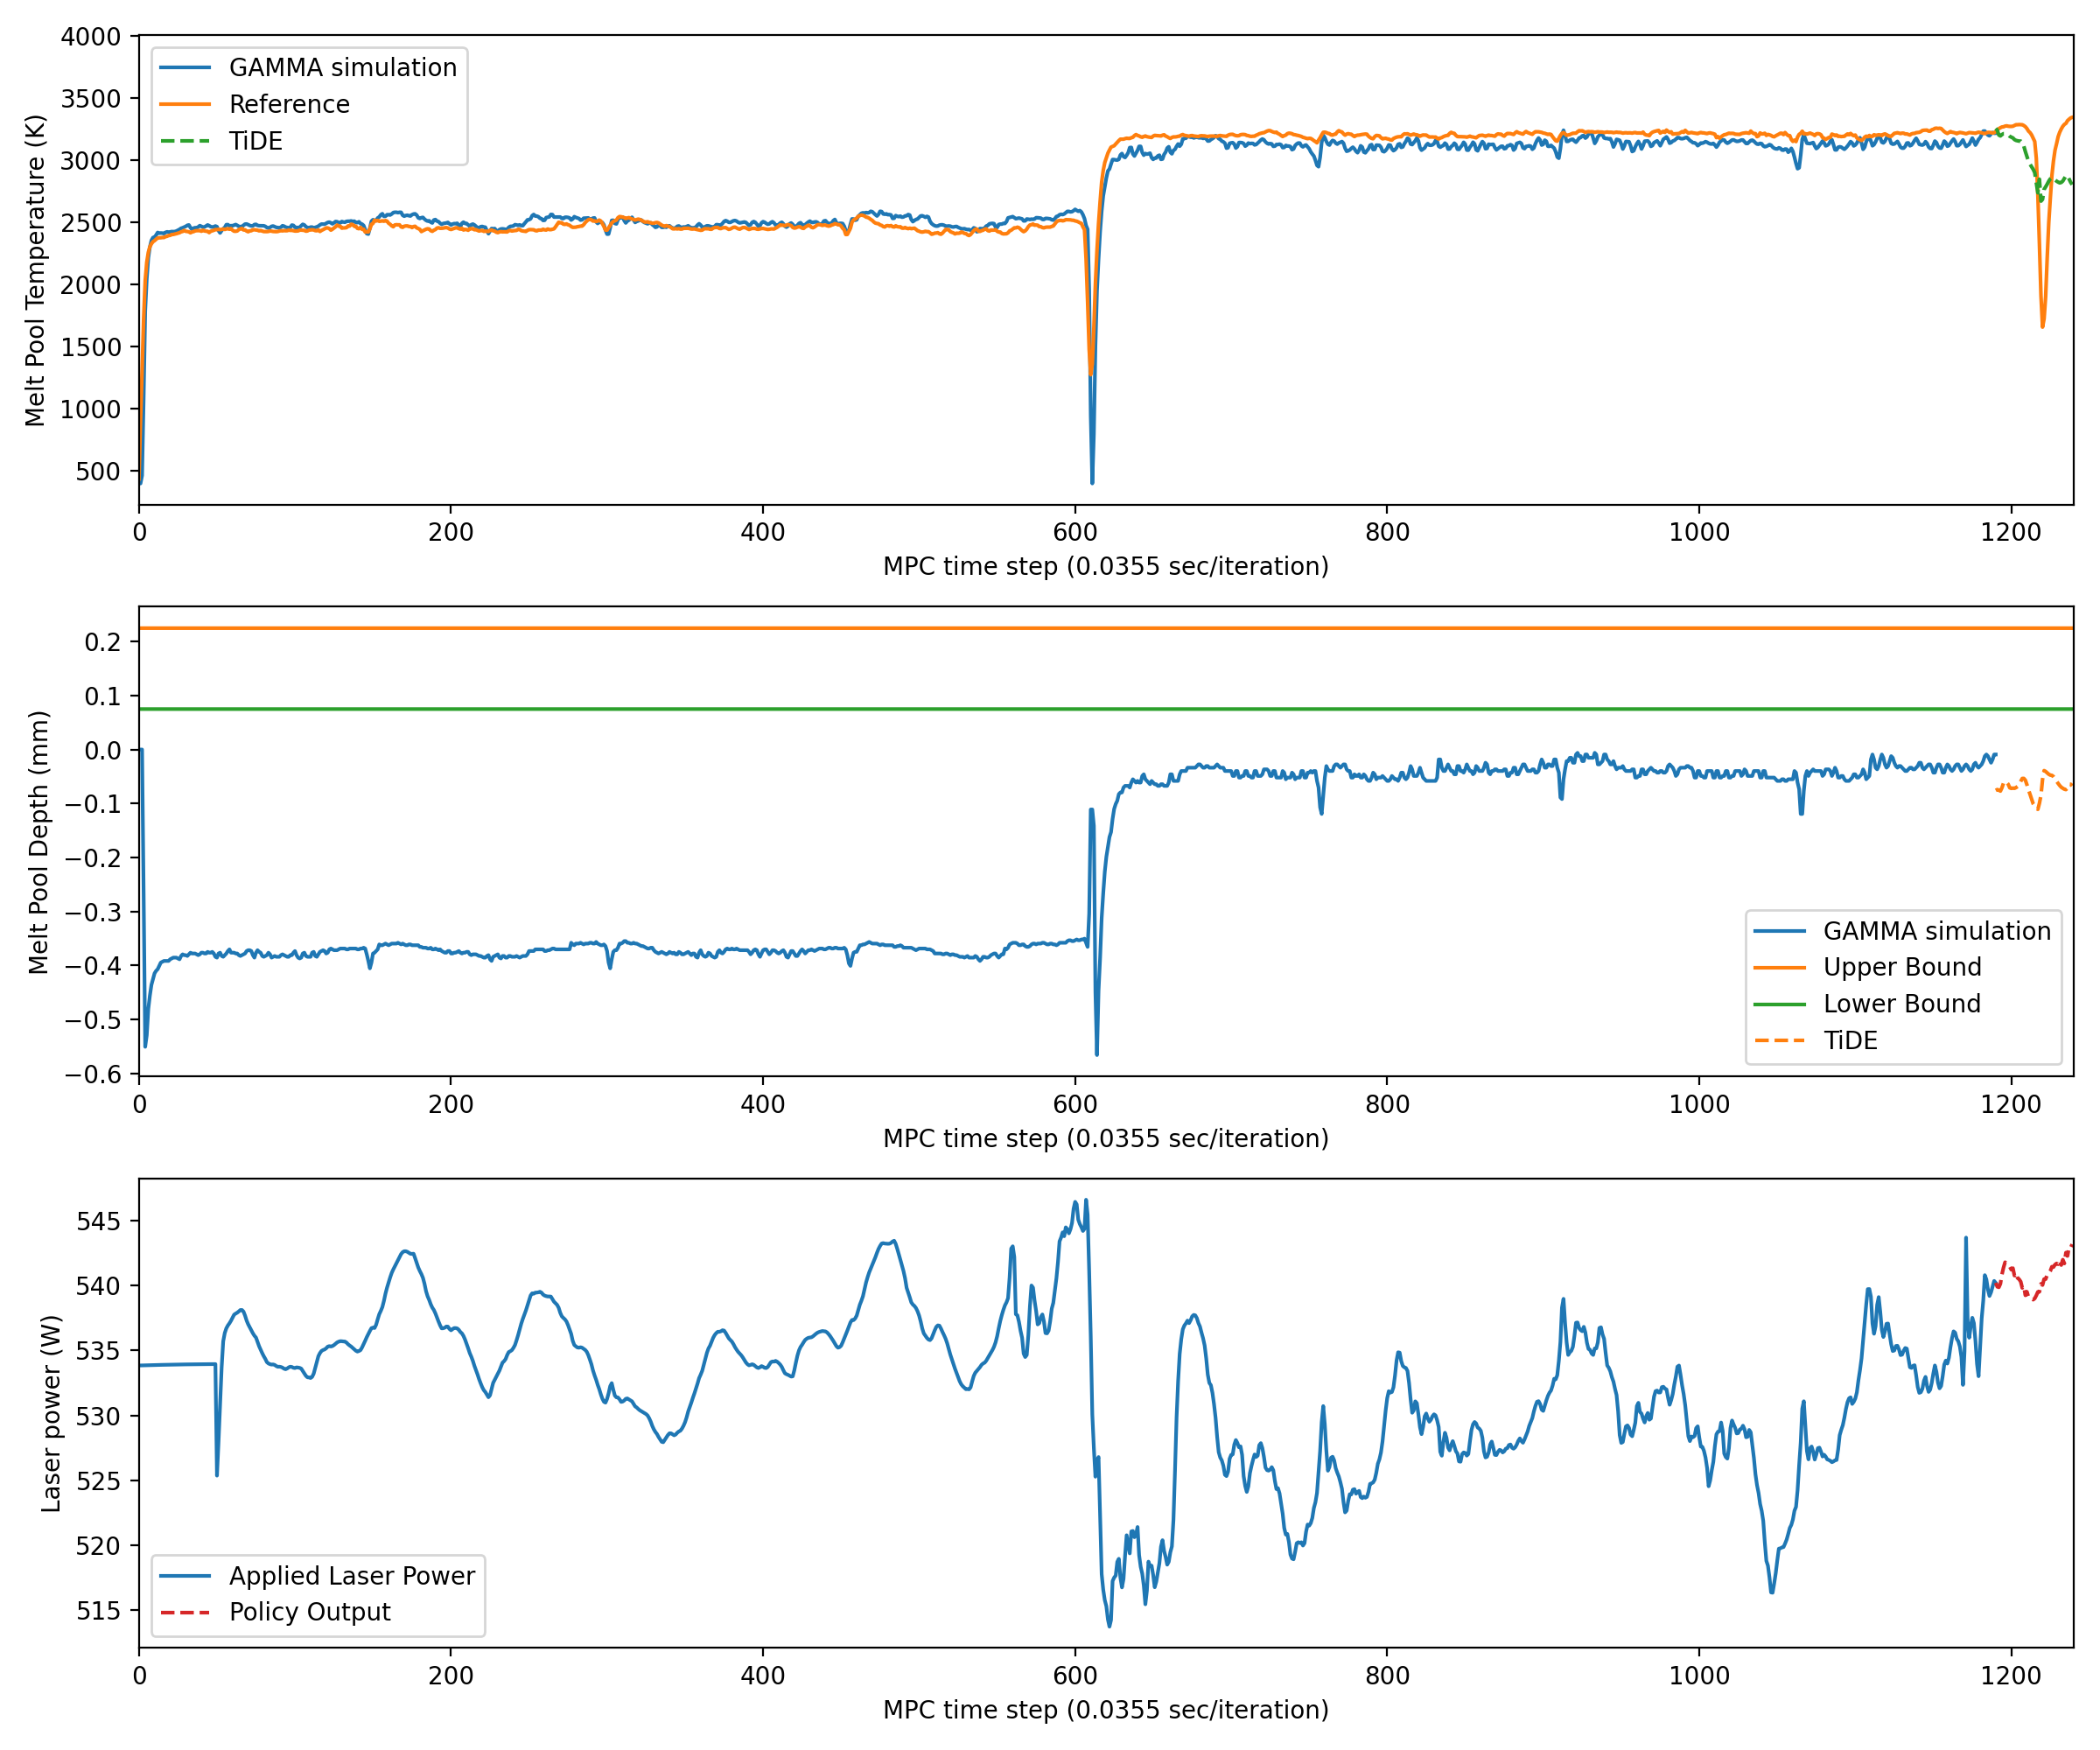 4000
3500
3000
2500
2000
1500
1000
500
Melt Pool Temperature (K)
GAMMA simulation
Reference
TiDE
0 200 400 600 800 1000 1200
MPC time step (0.0355 sec/iteration)
0.2
0.1
0.0
−0.1
−0.2
−0.3
−0.4
−0.5
−0.6
Melt Pool Depth (mm)
GAMMA simulation
Upper Bound
Lower Bound
TiDE
0 200 400 600 800 1000 1200
MPC time step (0.0355 sec/iteration)
545
540
535
530
525
520
515
Laser power (W)
Applied Laser Power
Policy Output
0 200 400 600 800 1000 1200
MPC time step (0.0355 sec/iteration)